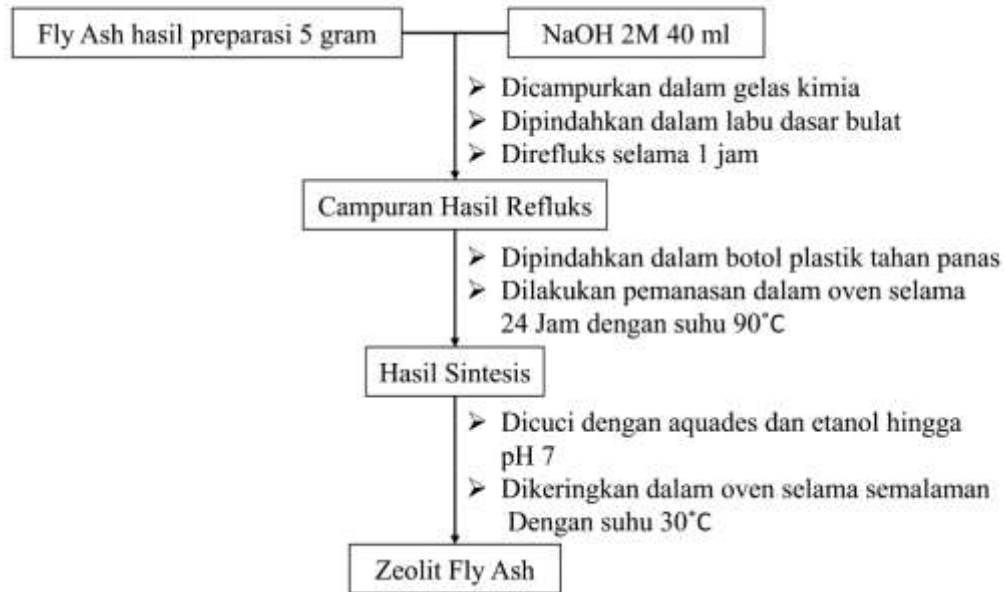 Fly Ash hasil preparasi 5 gram
NaOH 2M 40 ml
➢ Dicampurkan dalam gelas kimia
➢ Dipindahkan dalam labu dasar bulat
➢ Direfluks selama 1 jam
Campuran Hasil Refluks
➢ Dipindahkan dalam botol plastik tahan panas
➢ Dilakukan pemanasan dalam oven selama
24 Jam dengan suhu 90˚C
Hasil Sintesis
➢ Dicuci dengan aquades dan etanol hingga
pH 7
➢ Dikeringkan dalam oven selama semalaman
Dengan suhu 30˚C
Zeolit Fly Ash